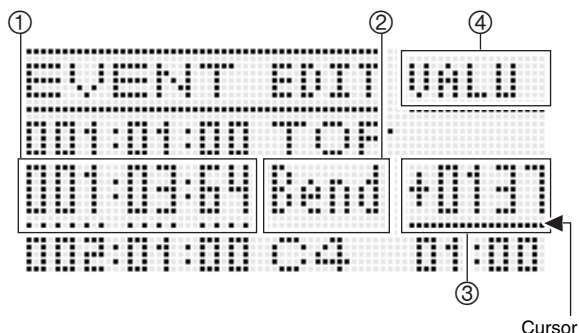 ① ② ④
EVENT EDIT VALU
001:01:00 TOP
001:03:64 Bend +0137
002:01:00 C4 01:00
③
Cursor